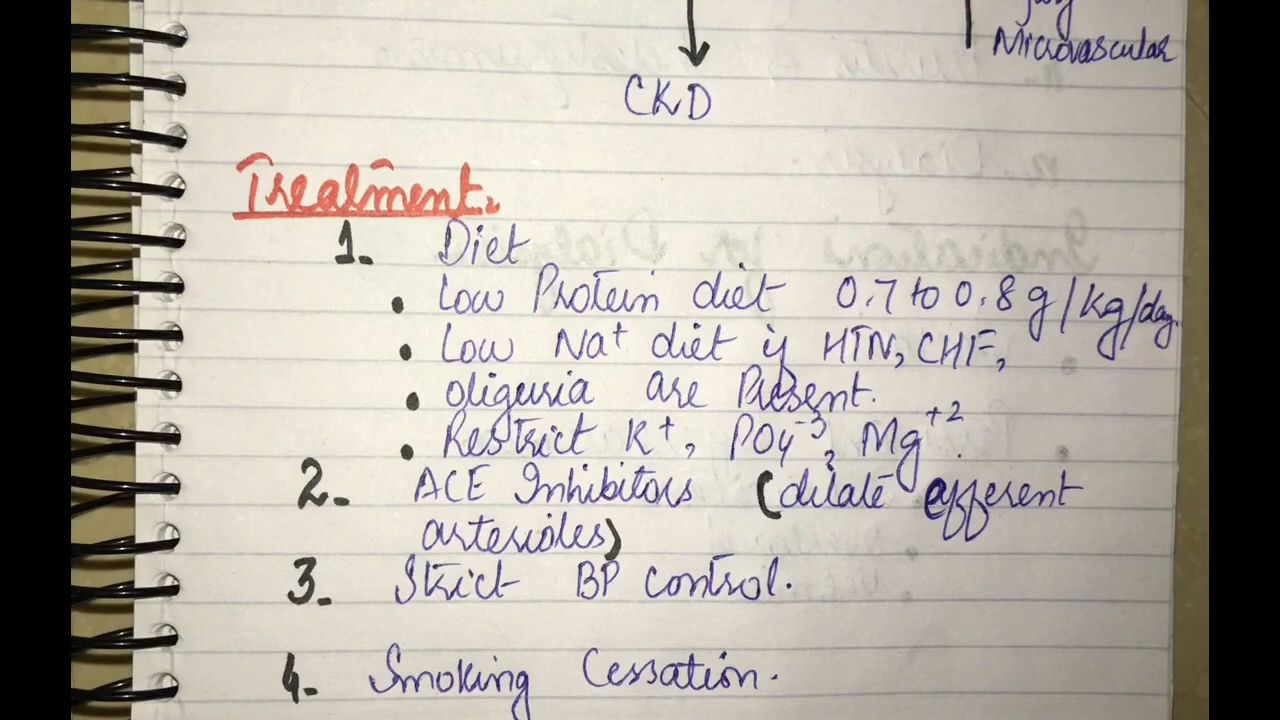 Microvascular
CKD
Treatment.
1. Diet
• Low Protein diet 0.7 to 0.8 g/kg/day.
• Low Na+ diet if HTN, CHF,
• oliguria are Present.
• Restrict K+, PO4-3, Mg+2.
2. ACE Inhibitors (dilate efferent
arterioles)
3. Strict BP control.
4. Smoking Cessation.